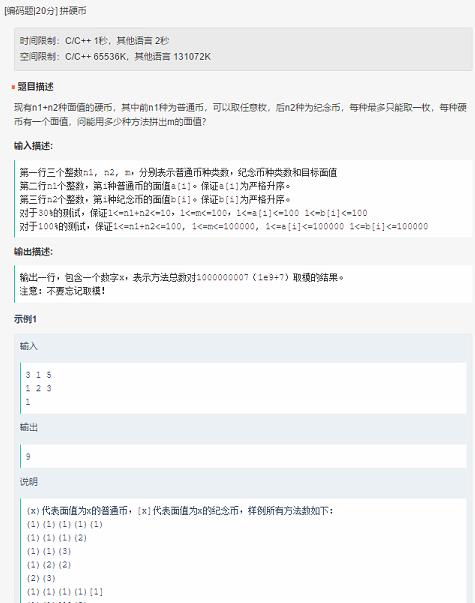 [编码题|20分] 拼硬币
时间限制：C/C++ 1秒，其他语言 2秒
空间限制：C/C++ 65536K，其他语言 131072K
题目描述
现有n1+n2种面值的硬币，其中前n1种为普通币，可以取任意枚，后n2种为纪念币，每种最多只能取一枚，每种硬
币有一个面值，问能用多少种方法拼出m的面值？
输入描述:
第一行三个整数n1, n2, m，分别表示普通币种类数，纪念币种类数和目标面值
第二行n1个整数，第i种普通币的面值a[i]。保证a[i]为严格升序。
第三行n2个整数，第i种纪念币的面值b[i]。保证b[i]为严格升序。
对于30%的测试，保证1<=n1+n2<=10，1<=m<=100，1<=a[i]<=100 1<=b[i]<=100
对于100%的测试，保证1<=n1+n2<=100, 1<=m<=100000, 1<=a[i]<=100000 1<=b[i]<=100000
输出描述:
输出一行，包含一个数字x，表示方法总数对1000000007（1e9+7）取模的结果。
注意：不要忘记取模！
示例1
输入
3 1 5
1 2 3
1
输出
9
说明
(x)代表面值为x的普通币，[x]代表面值为x的纪念币，样例所有方法数如下：
(1)(1)(1)(1)(1)
(1)(1)(1)(2)
(1)(1)(3)
(1)(2)(2)
(2)(3)
(1)(1)(1)(1)[1]